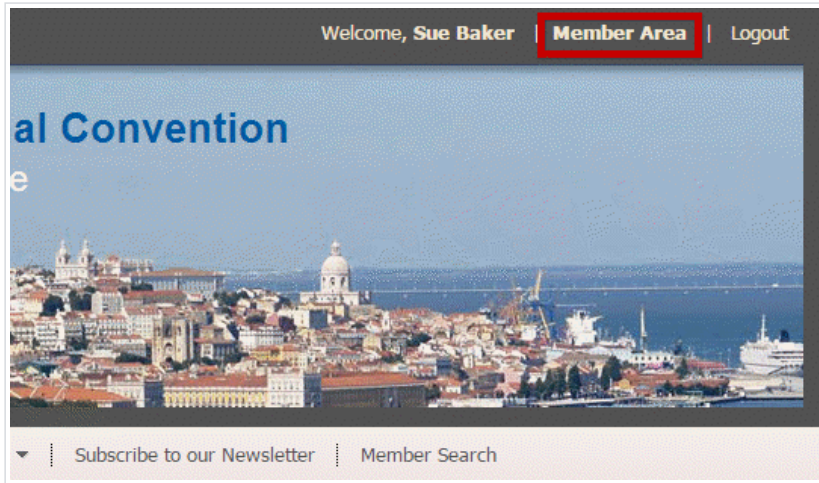 Welcome, Sue Baker | Member Area | Logout
al Convention
e
Subscribe to our Newsletter | Member Search